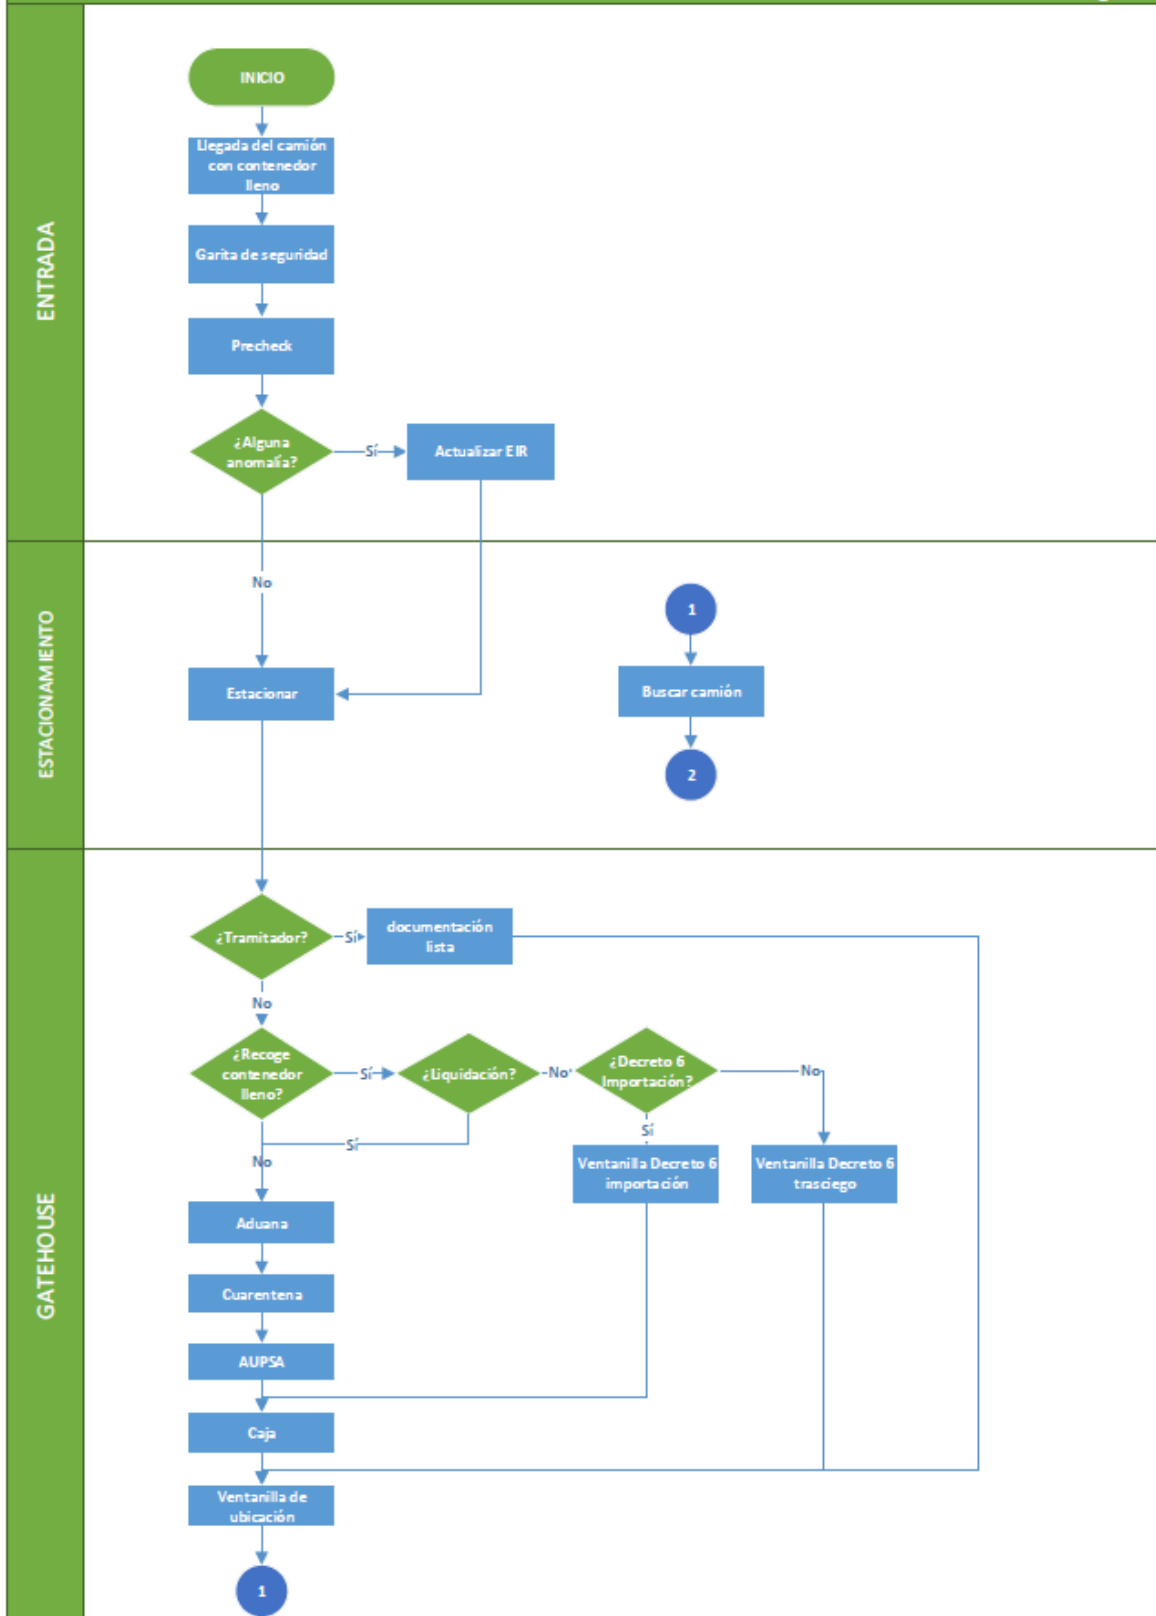 ENTRADA
INICIO
Llegada del camión
con contenedor
lleno
Garita de seguridad
Precheck
¿Alguna
anomalía?
Sí
Actualizar EIR
No
ESTACIONAMIENTO
Estacionar
1
Buscar camión
2
GATEHOUSE
¿Tramitador?
Sí
documentación
lista
No
¿Recoge
contenedor
lleno?
Sí
¿Liquidación?
No
¿Decreto 6
Importación?
No
Sí
Sí
No
Ventanilla Decreto 6
importación
Ventanilla Decreto 6
trasciego
Aduana
Cuarentena
AUPSA
Caja
Ventanilla de
ubicación
1